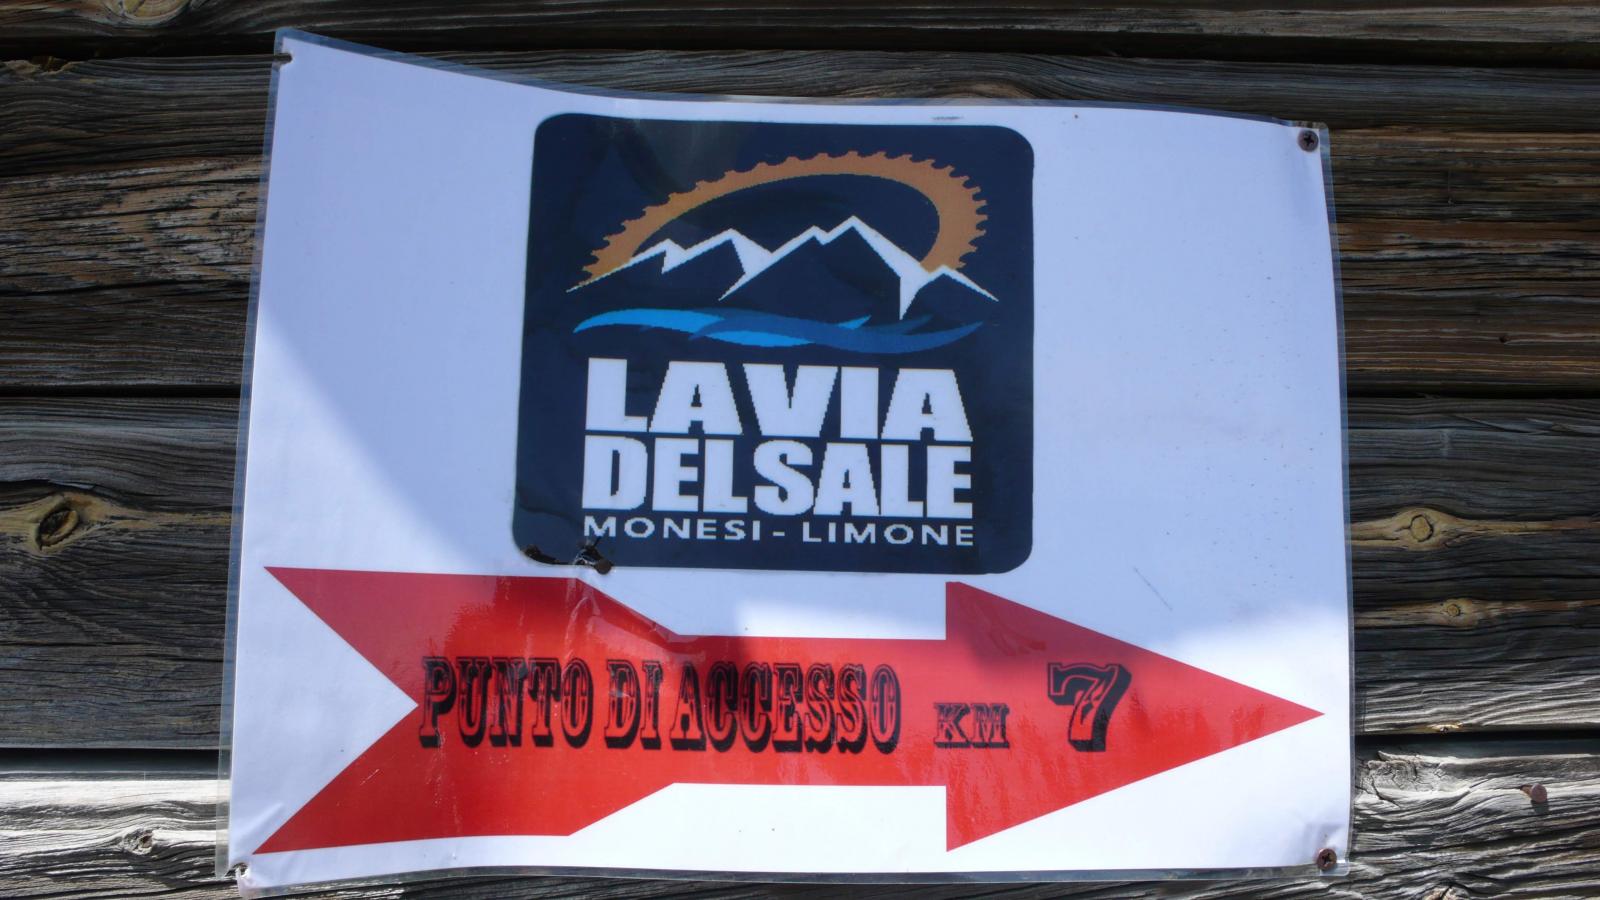 LA VIA
DEL SALE
MONESI - LIMONE
PUNTO DI ACCESSO KM 7